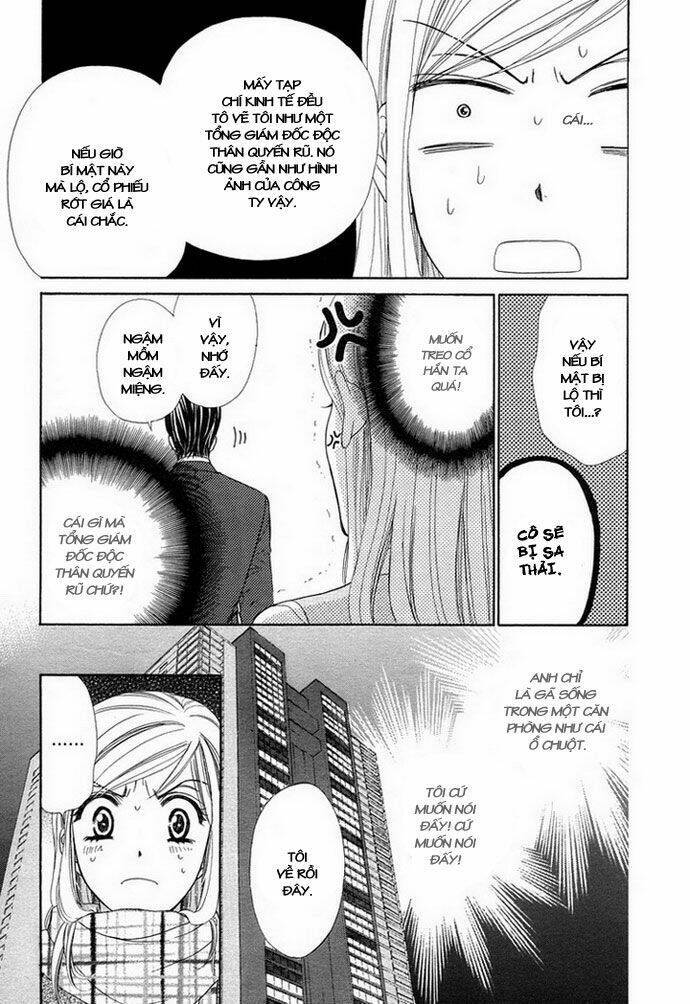 MẤY TẠP
CHÍ KINH TẾ ĐỀU
TÔ VẼ TÔI NHƯ MỘT
TỔNG GIÁM ĐỐC ĐỘC
THÂN QUYẾN RŨ. NÓ
CŨNG GẦN NHƯ HÌNH
ẢNH CỦA CÔNG
TY VẬY.
NẾU GIỜ
BÍ MẬT NÀY
MÀ LỘ, CỔ PHIẾU
RỚT GIÁ LÀ
CÁI CHẮC.
CÁI...
VẬY
NẾU BÍ
MẬT BỊ
LỘ THÌ
TÔI...?
CÔ SẼ
BỊ SA
THẢI.
MUỐN
TREO CỔ
HẮN TA
QUÁ!
VÌ
VẬY,
NHỚ
ĐẤY.
NGẬM
MỒM
NGẬM
MIỆNG.
CÁI GÌ MÀ
TỔNG GIÁM
ĐỐC ĐỘC
THÂN QUYẾN
RŨ CHỨ?!
ANH CHỈ
LÀ GÃ SỐNG
TRONG MỘT CĂN
PHÒNG NHƯ CÁI
Ổ CHUỘT.
TÔI CỨ
MUỐN NÓI
ĐẤY! CỨ
MUỐN NÓI
ĐẤY!
TÔI
VỀ RỒI
ĐÂY.
......